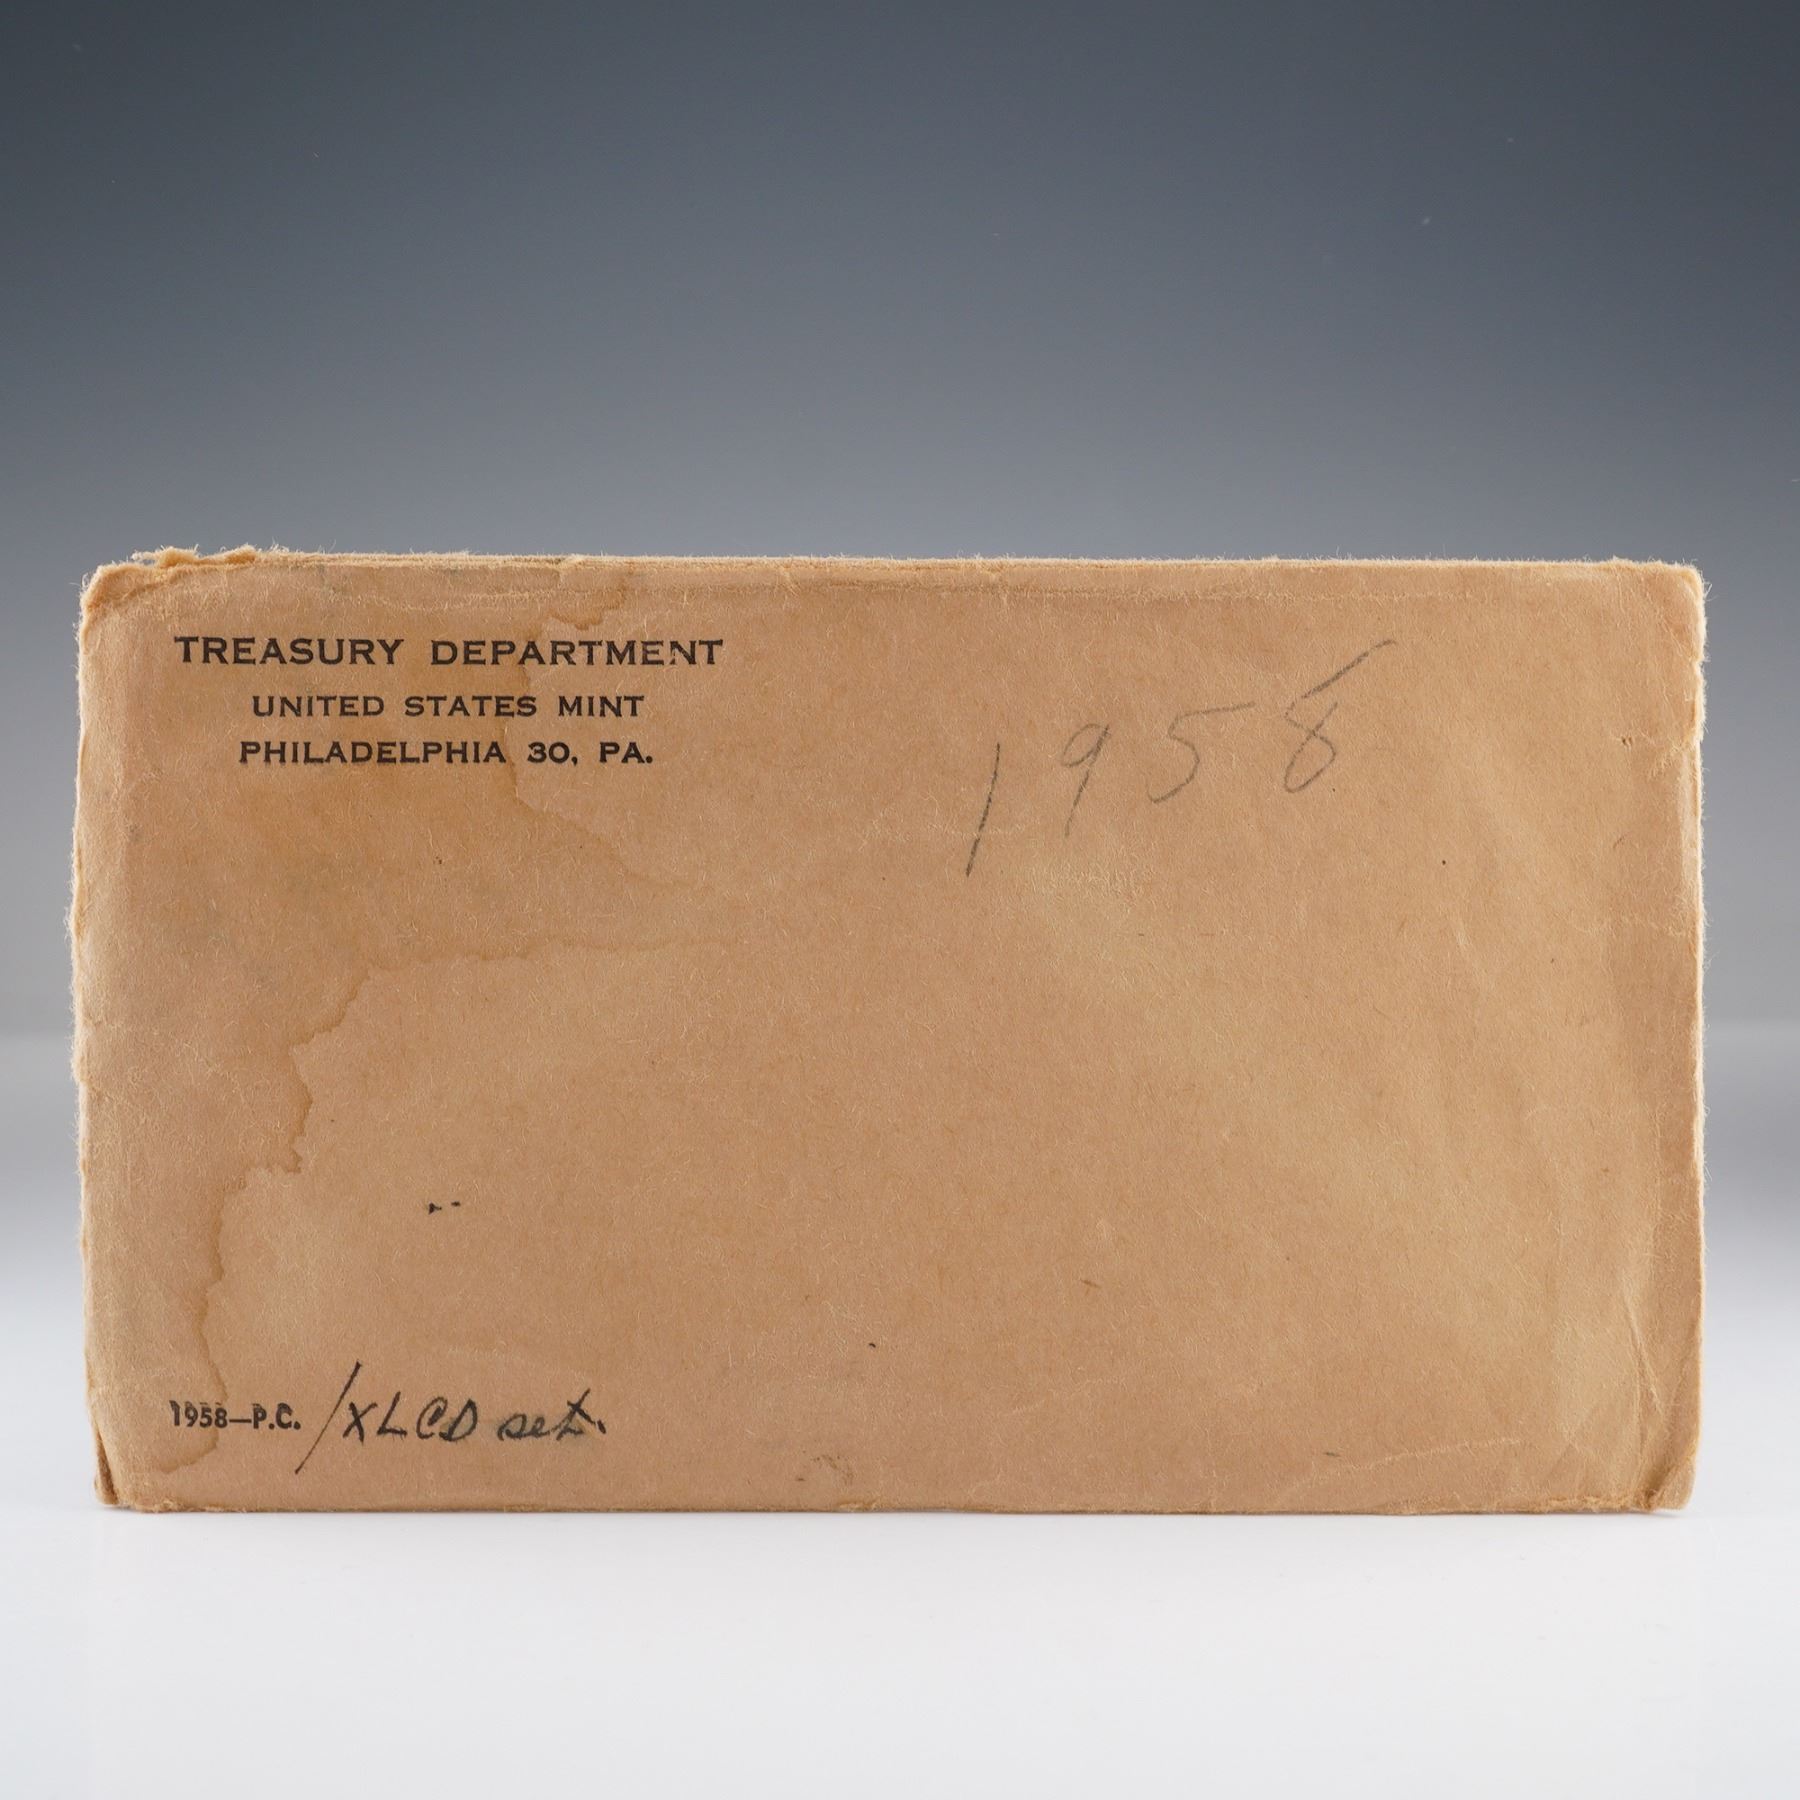 TREASURY DEPARTMENT
UNITED STATES MINT
PHILADELPHIA 30, PA.
1958
1958—P.C. /XLCD set.